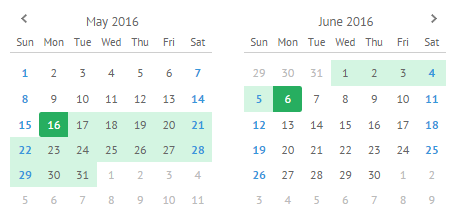 May 2016
Sun Mon Tue Wed Thu Fri Sat
1 2 3 4 5 6 7
8 9 10 11 12 13 14
15 16 17 18 19 20 21
22 23 24 25 26 27 28
29 30 31 1 2 3 4
5 6 7 8 9 10 11
June 2016
Sun Mon Tue Wed Thu Fri Sat
29 30 31 1 2 3 4
5 6 7 8 9 10 11
12 13 14 15 16 17 18
19 20 21 22 23 24 25
26 27 28 29 30 1 2
3 4 5 6 7 8 9